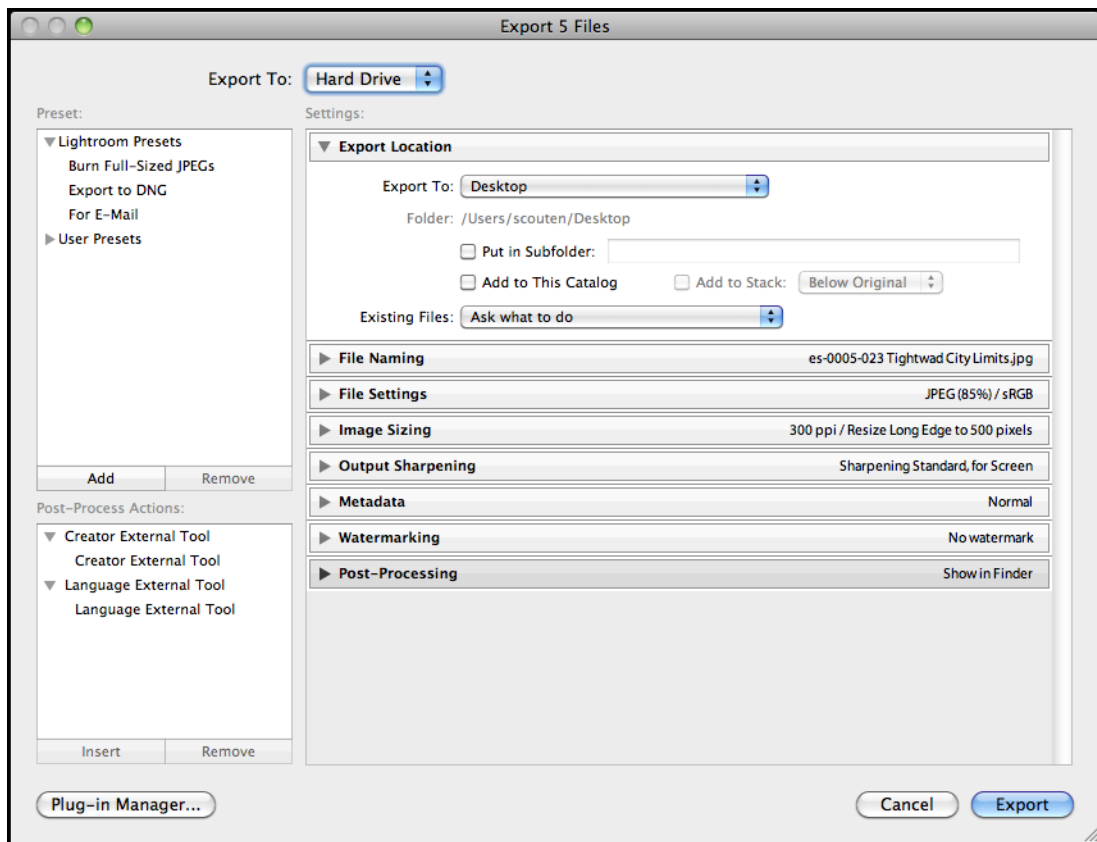 Export 5 Files
Export To: Hard Drive
Preset:
Lightroom Presets
Burn Full-Sized JPEGs
Export to DNG
For E-Mail
User Presets
Add Remove
Post-Process Actions:
Creator External Tool
Creator External Tool
Language External Tool
Language External Tool
Insert Remove
Settings:
Export Location
Export To: Desktop
Folder: /Users/scouten/Desktop
Put in Subfolder:
Add to This Catalog Add to Stack: Below Original
Existing Files: Ask what to do
File Naming es-0005-023 Tightwad City Limits.jpg
File Settings JPEG (85%) / sRGB
Image Sizing 300 ppi / Resize Long Edge to 500 pixels
Output Sharpening Sharpening Standard, for Screen
Metadata Normal
Watermarking No watermark
Post-Processing Show in Finder
Plug-in Manager... Cancel Export